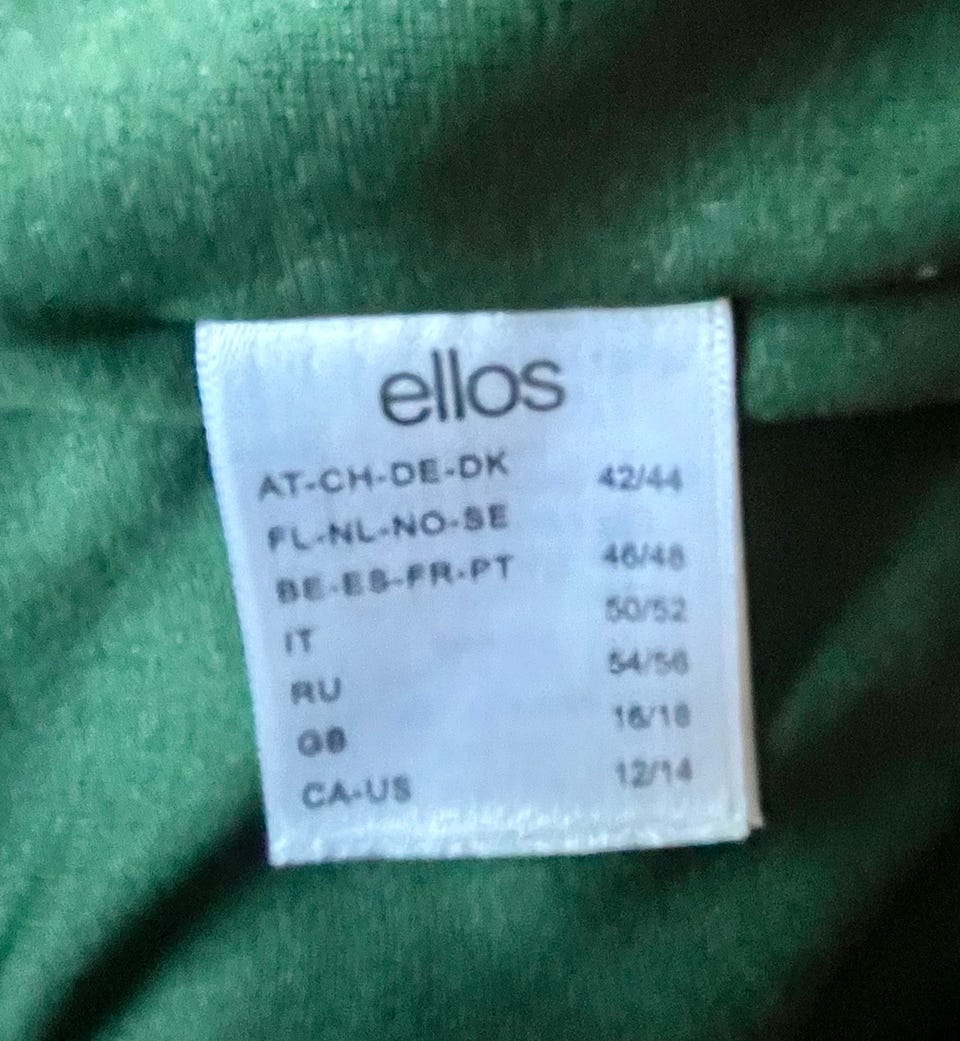 ellos
AT-CH-DE-DK 42/44
FL-NL-NO-SE
BE-ES-FR-PT 46/48
IT 50/52
RU 54/56
GB 16/18
CA-US 12/14